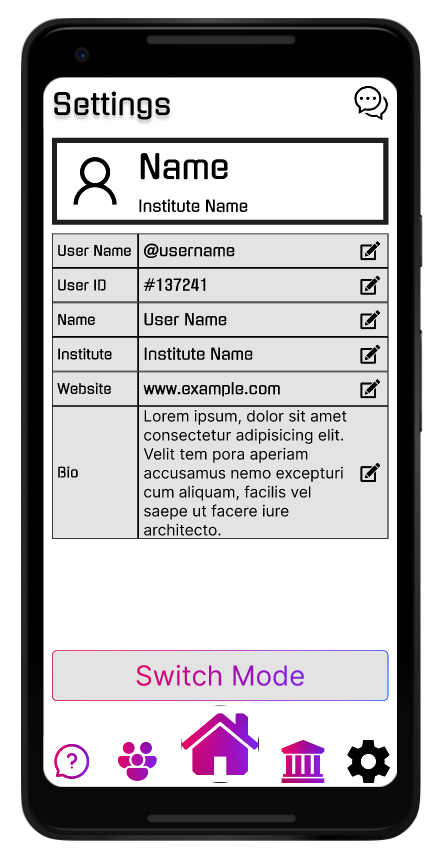 Settings
Name
Institute Name
User Name @username
User ID #137241
Name User Name
Institute Institute Name
Website www.example.com
Bio
Lorem ipsum, dolor sit amet
consectetur adipisicing elit.
Velit tem pora aperiam
accusamus nemo excepturi
cum aliquam, facilis vel
saepe ut facere iure
architecto.
Switch Mode
?